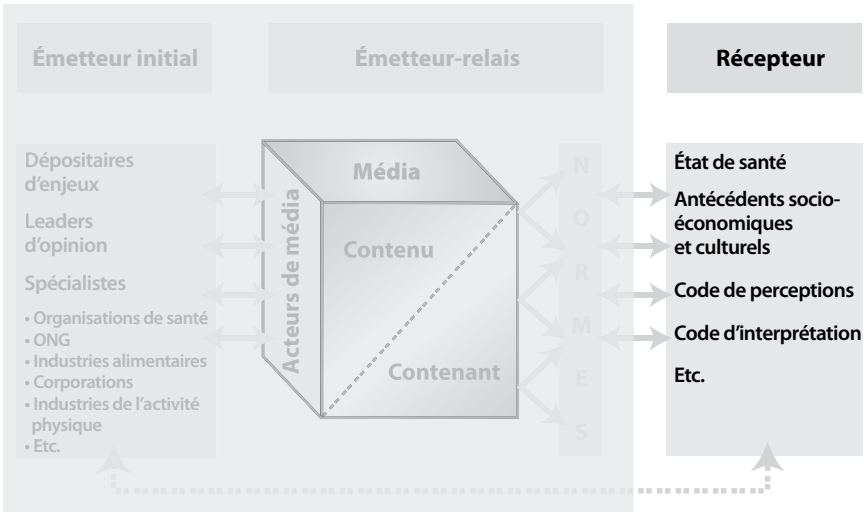 Émetteur initial
Émetteur-relais
Récepteur
Dépositaires
d'enjeux
Leaders
d'opinion
Spécialistes
• Organisations de santé
• ONG
• Industries alimentaires
• Corporations
• Industries de l'activité
physique
• Etc.
Acteurs de média
Média
Contenu
Contenant
N
O
R
M
E
S
État de santé
Antécédents socio-
économiques
et culturels
Code de perceptions
Code d'interprétation
Etc.